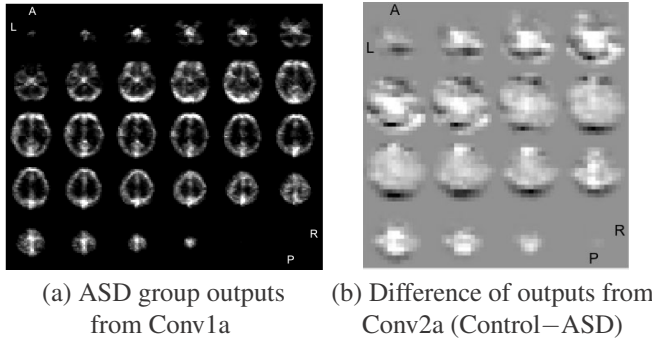 A
L
R
P
A
L
R
P
(a) ASD group outputs
from Conv1a
(b) Difference of outputs from
Conv2a (Control−ASD)